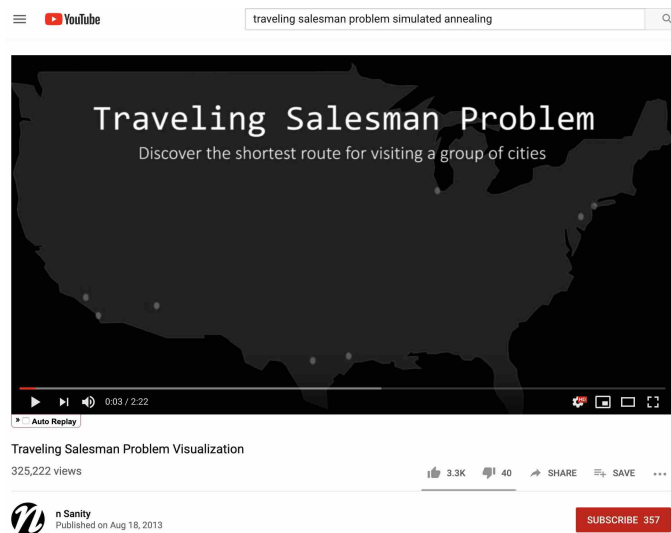 YouTube
traveling salesman problem simulated annealing
Traveling Salesman Problem
Discover the shortest route for visiting a group of cities
0:03 / 2:22
HD
» Auto Replay
Traveling Salesman Problem Visualization
325,222 views
3.3K 40 SHARE SAVE
n Sanity
Published on Aug 18, 2013
SUBSCRIBE 357